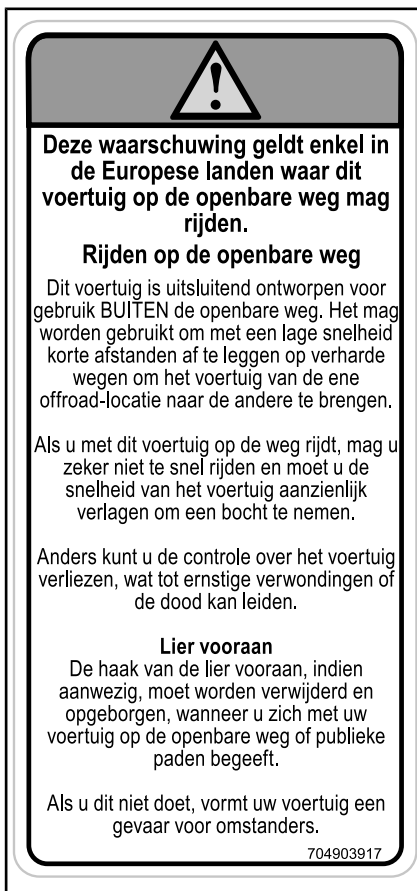 Deze waarschuwing geldt enkel in
de Europese landen waar dit
voertuig op de openbare weg mag
rijden.
Rijden op de openbare weg
Dit voertuig is uitsluitend ontworpen voor
gebruik BUITEN de openbare weg. Het mag
worden gebruikt om met een lage snelheid
korte afstanden af te leggen op verharde
wegen om het voertuig van de ene
offroad-locatie naar de andere te brengen.
Als u met dit voertuig op de weg rijdt, mag u
zeker niet te snel rijden en moet u de
snelheid van het voertuig aanzienlijk
verlagen om een bocht te nemen.
Anders kunt u de controle over het voertuig
verliezen, wat tot ernstige verwondingen of
de dood kan leiden.
Lier vooraan
De haak van de lier vooraan, indien
aanwezig, moet worden verwijderd en
opgeborgen, wanneer u zich met uw
voertuig op de openbare weg of publieke
paden begeeft.
Als u dit niet doet, vormt uw voertuig een
gevaar voor omstanders.
704903917